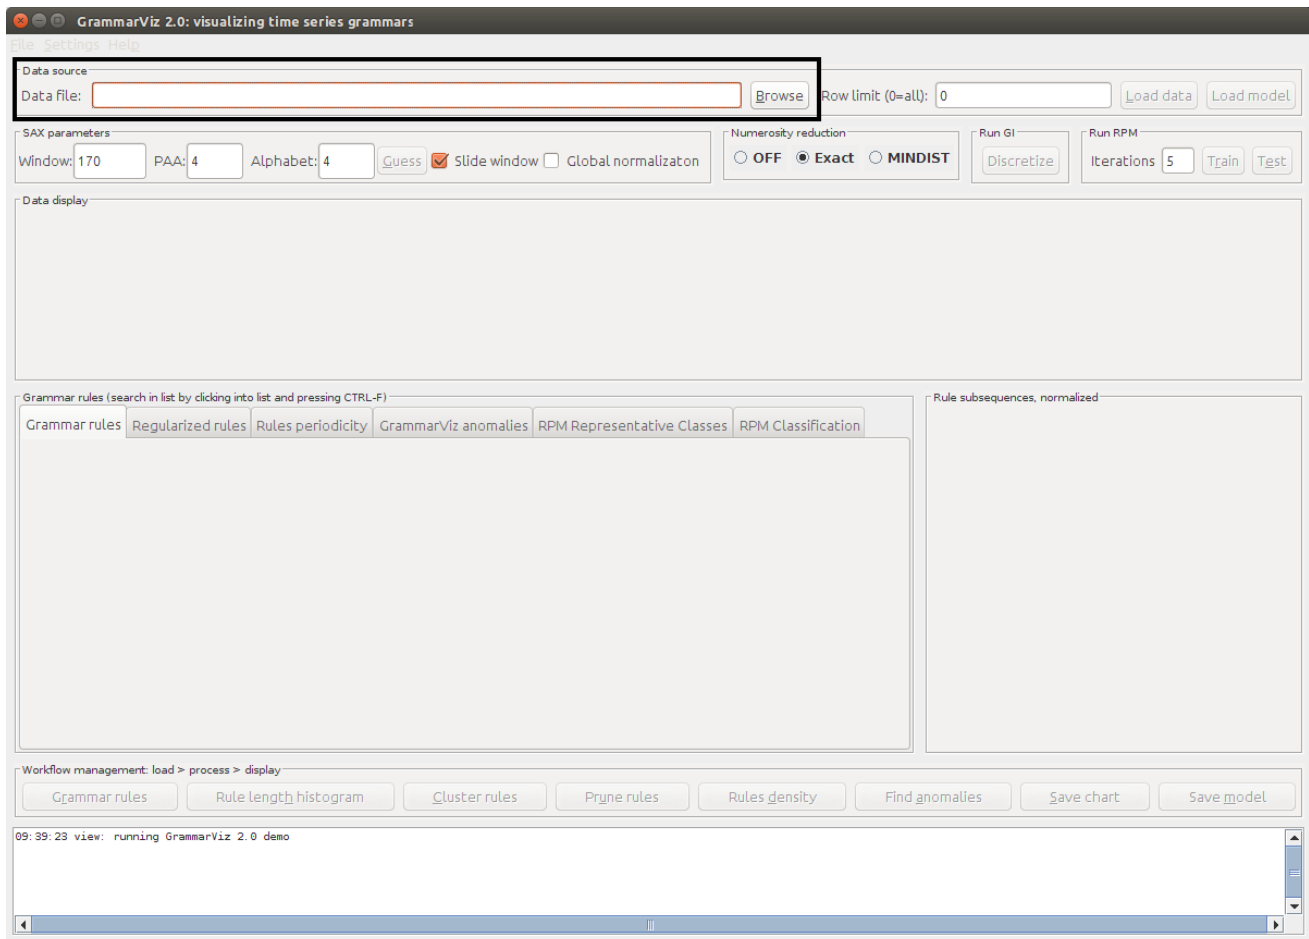 GrammarViz 2.0: visualizing time series grammars
File Settings Help
Data source
Data file: Browse Row limit (0=all): 0 Load data Load model
SAX parameters Numerosity reduction Run GI Run RPM
Window: 170 PAA: 4 Alphabet: 4 Guess Slide window Global normalizaton OFF Exact MINDIST Discretize Iterations 5 Train Test
Data display
Grammar rules (search in list by clicking into list and pressing CTRL-F) Rule subsequences, normalized
Grammar rules Regularized rules Rules periodicity GrammarViz anomalies RPM Representative Classes RPM Classification
Workflow management: load > process > display
Grammar rules Rule length histogram Cluster rules Prune rules Rules density Find anomalies Save chart Save model
09:39:23 view: running GrammarViz 2.0 demo